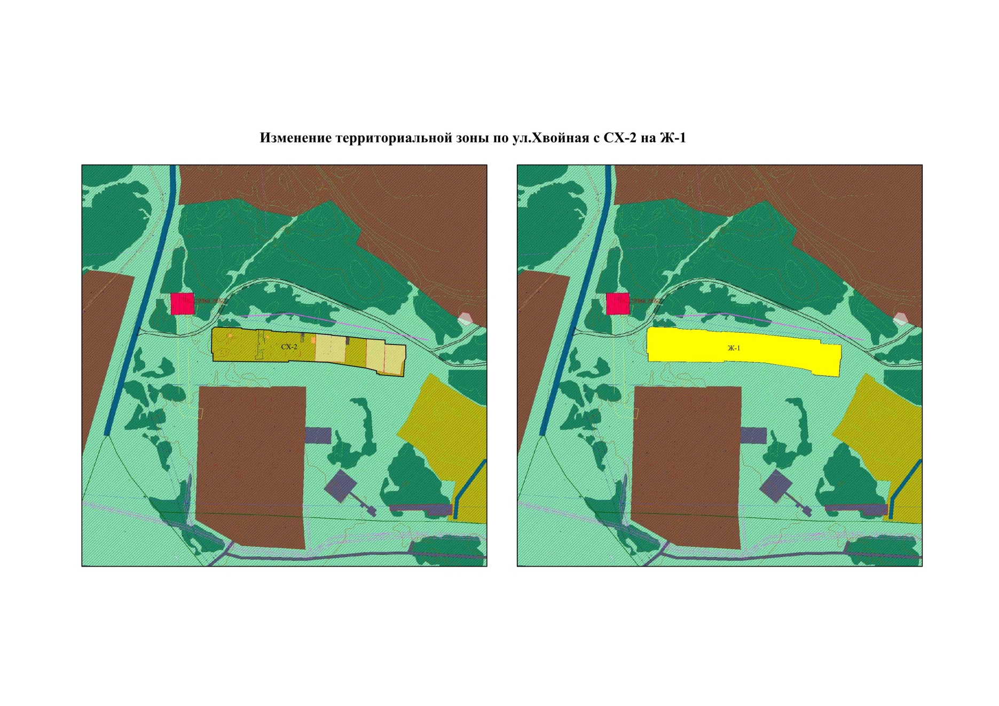 Изменение территориальной зоны по ул.Хвойная с СХ-2 на Ж-1
СХ-2
Ж-1